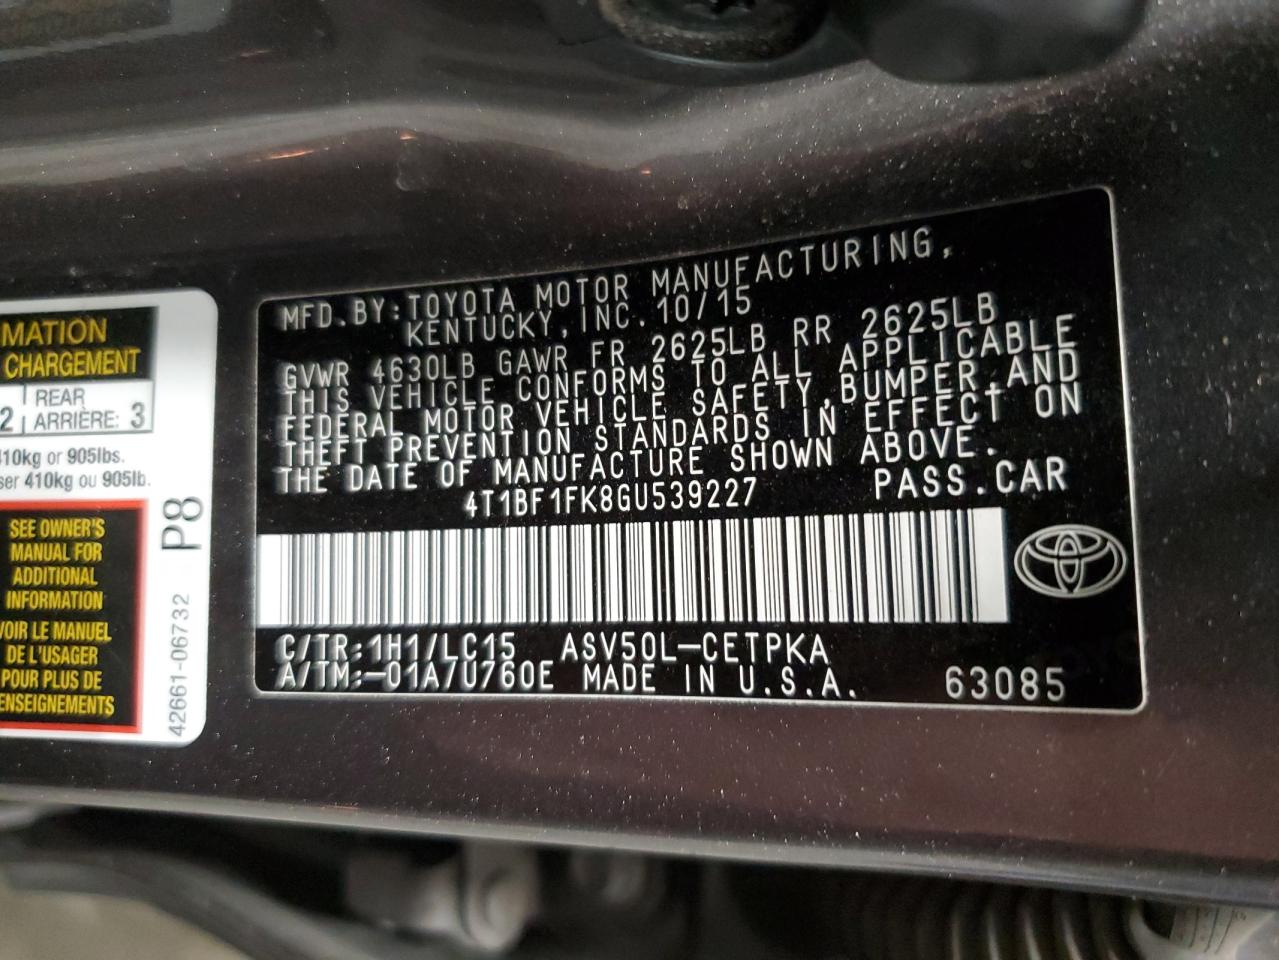 MATION
CHARGEMENT
REAR
2 ARRIÈRE: 3
410kg or 905lbs.
ser 410kg ou 905lb.
SEE OWNER'S
MANUAL FOR
ADDITIONAL
INFORMATION
VOIR LE MANUEL
DE L'USAGER
POUR PLUS DE
ENSEIGNEMENTS
P8
42661-06732
MFD.BY:TOYOTA MOTOR MANUFACTURING,
KENTUCKY,INC.10/15
GVWR 4630LB GAWR FR 2625LB RR 2625LB
THIS VEHICLE CONFORMS TO ALL APPLICABLE
FEDERAL MOTOR VEHICLE SAFETY,BUMPER,AND
THEFT PREVENTION STANDARDS IN EFFECT ON
THE DATE OF MANUFACTURE SHOWN ABOVE.
4T1BF1FK8GU539227 PASS.CAR
C/TR:1H1/LC15 ASV50L-CETPKA
A/TM:-01A/U760E MADE IN U.S.A. 63085